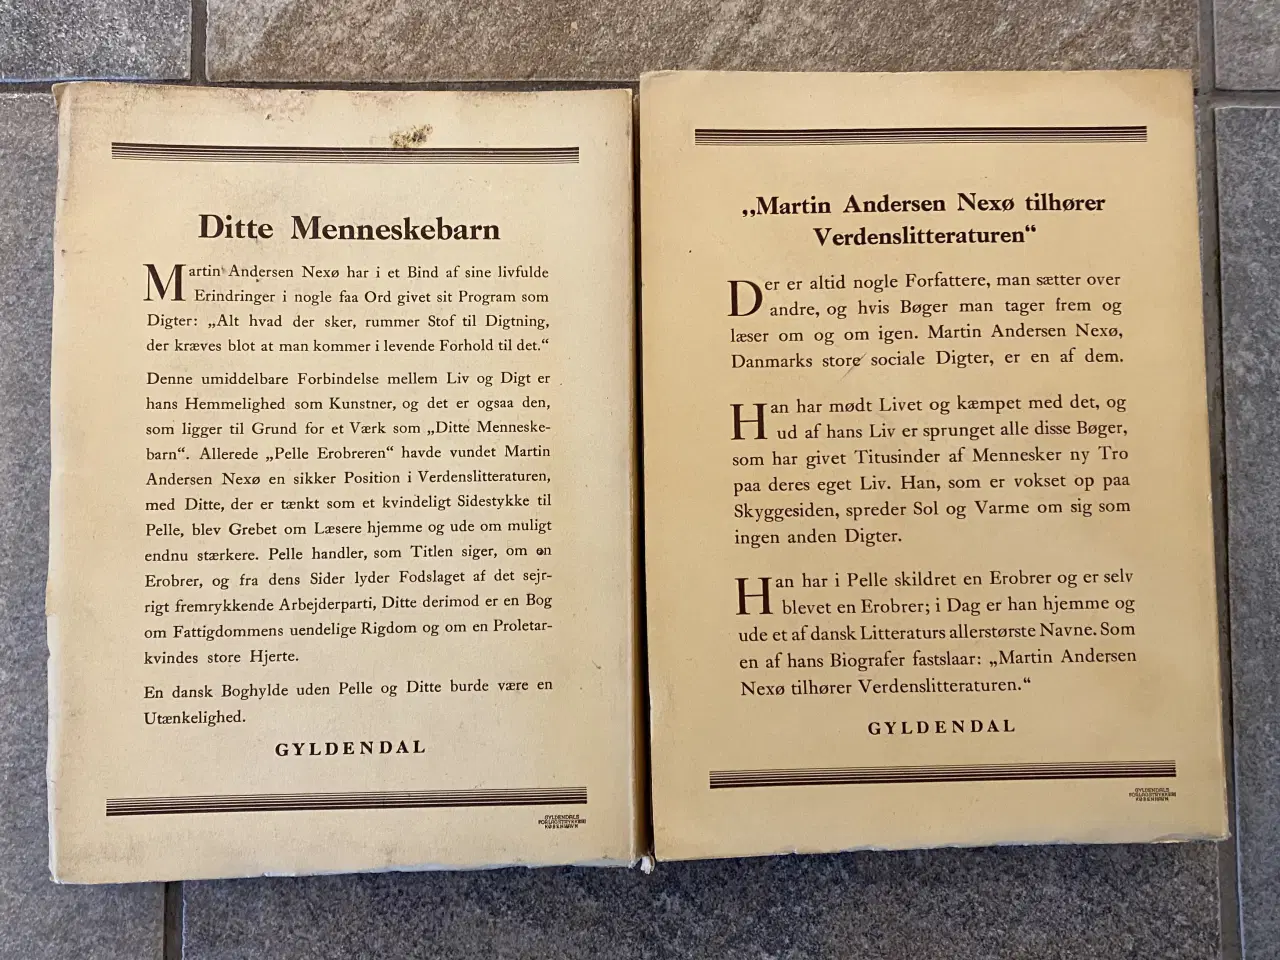 Ditte Menneskebarn
Martin Andersen Nexø har i et Bind af sine livfulde
Erindringer i nogle faa Ord givet sit Program som
Digter: „Alt hvad der sker, rummer Stof til Digtning,
der kræves blot at man kommer i levende Forhold til det.“
Denne umiddelbare Forbindelse mellem Liv og Digt er
hans Hemmelighed som Kunstner, og det er ogsaa den,
som ligger til Grund for et Værk som „Ditte Menneske-
barn“. Allerede „Pelle Erobreren“ havde vundet Martin
Andersen Nexø en sikker Position i Verdenslitteraturen,
med Ditte, der er tænkt som et kvindeligt Sidestykke til
Pelle, blev Grebet om Læsere hjemme og ude om muligt
endnu stærkere. Pelle handler, som Titlen siger, om en
Erobrer, og fra dens Sider lyder Fodslaget af det sejr-
rigt fremrykkende Arbejderparti, Ditte derimod er en Bog
om Fattigdommens uendelige Rigdom og om en Proletar-
kvindes store Hjerte.
En dansk Boghylde uden Pelle og Ditte burde være en
Utænkelighed.
GYLDENDAL
GYLDENDALS
FORLAGSTRYKKERI
KØBENHAVN
„Martin Andersen Nexø tilhører
Verdenslitteraturen“
Der er altid nogle Forfattere, man sætter over
andre, og hvis Bøger man tager frem og
læser om og om igen. Martin Andersen Nexø,
Danmarks store sociale Digter, er en af dem.
Han har mødt Livet og kæmpet med det, og
ud af hans Liv er sprunget alle disse Bøger,
som har givet Titusinder af Mennesker ny Tro
paa deres eget Liv. Han, som er vokset op paa
Skyggesiden, spreder Sol og Varme om sig som
ingen anden Digter.
Han har i Pelle skildret en Erobrer og er selv
blevet en Erobrer; i Dag er han hjemme og
ude et af dansk Litteraturs allerstørste Navne. Som
en af hans Biografer fastslaar: „Martin Andersen
Nexø tilhører Verdenslitteraturen.“
GYLDENDAL
GYLDENDALS
FORLAGSTRYKKERI
KØBENHAVN